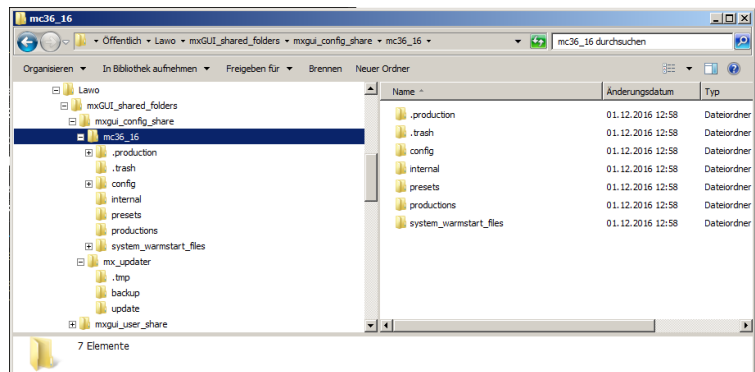 mc36_16
Öffentlich Lawo mxGUI_shared_folders mxgui_config_share mc36_16
mc36_16 durchsuchen
Organisieren In Bibliothek aufnehmen Freigeben für Brennen Neuer Ordner
Lawo
mxGUI_shared_folders
mxgui_config_share
mc36_16
.production
.trash
config
internal
presets
productions
system_warmstart_files
mx_updater
.tmp
backup
update
mxgui_user_share
Name Änderungsdatum Typ
.production 01.12.2016 12:58 Dateiordner
.trash 01.12.2016 12:58 Dateiordner
config 01.12.2016 12:58 Dateiordner
internal 01.12.2016 12:58 Dateiordner
presets 01.12.2016 12:58 Dateiordner
productions 01.12.2016 12:58 Dateiordner
system_warmstart_files 01.12.2016 12:58 Dateiordner
7 Elemente